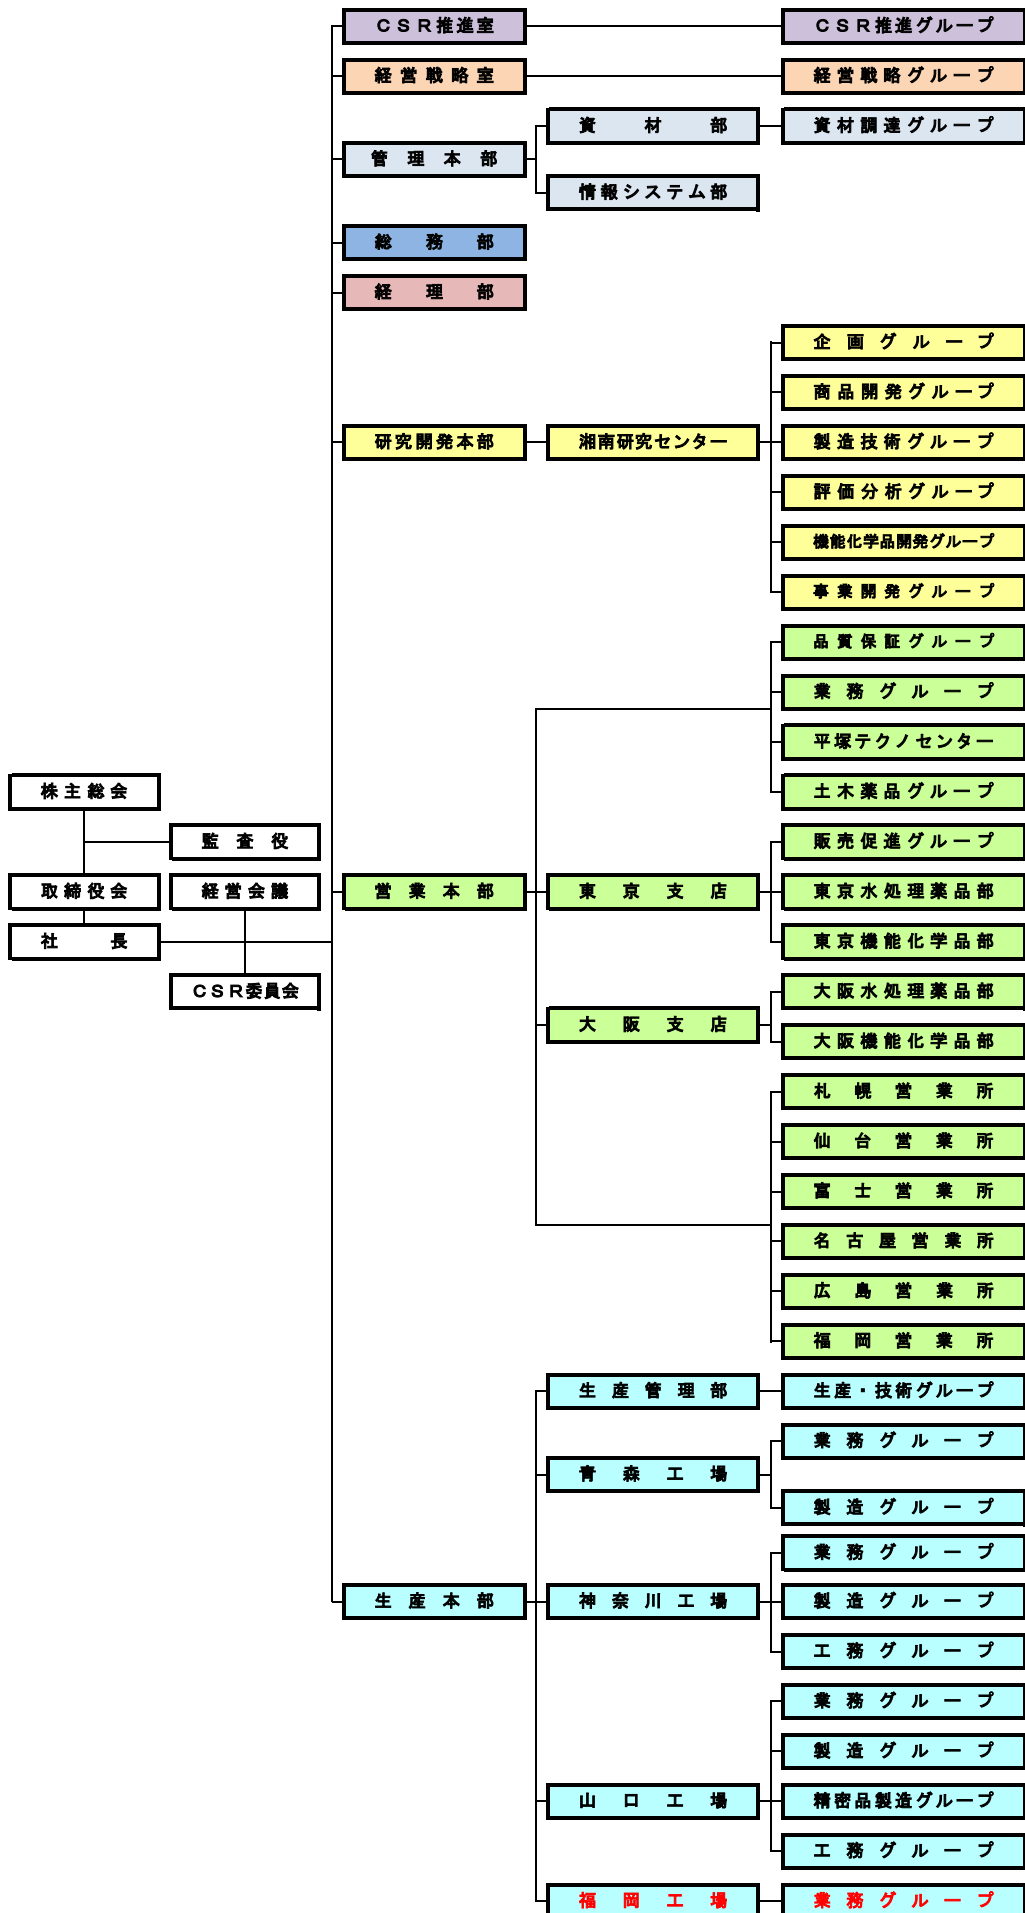 ＣＳＲ推進室
ＣＳＲ推進グループ
経営戦略室
経営戦略グループ
資材部
資材調達グループ
管理本部
情報システム部
総務部
経理部
企画グループ
商品開発グループ
研究開発本部
湘南研究センター
製造技術グループ
評価分析グループ
機能化学品開発グループ
事業開発グループ
品質保証グループ
業務グループ
平塚テクノセンター
株主総会
土木薬品グループ
監査役
販売促進グループ
取締役会
経営会議
営業本部
東京支店
東京水処理薬品部
社長
東京機能化学品部
ＣＳＲ委員会
大阪水処理薬品部
大阪支店
大阪機能化学品部
札幌営業所
仙台営業所
富士営業所
名古屋営業所
広島営業所
福岡営業所
生産管理部
生産・技術グループ
業務グループ
青森工場
製造グループ
業務グループ
生産本部
神奈川工場
製造グループ
工務グループ
業務グループ
製造グループ
山口工場
精密品製造グループ
工務グループ
福岡工場
業務グループ